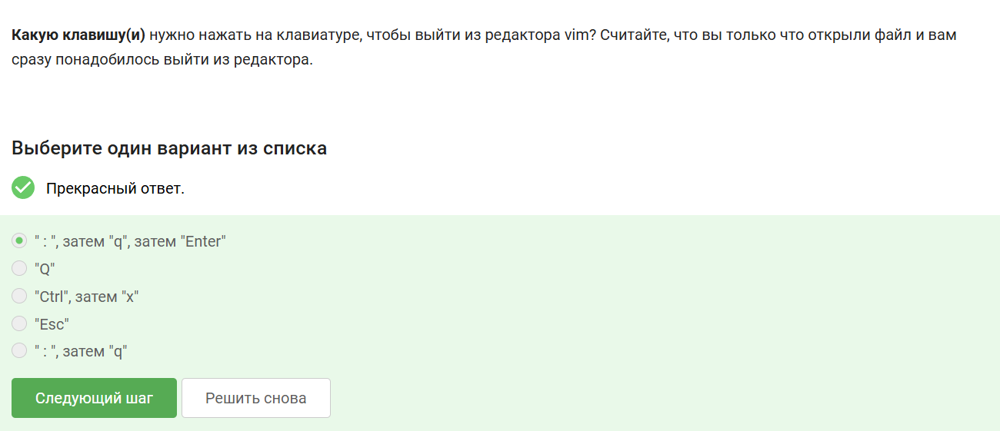 Какую клавишу(и) нужно нажать на клавиатуре, чтобы выйти из редактора vim? Считайте, что вы только что открыли файл и вам
сразу понадобилось выйти из редактора.
Выберите один вариант из списка
Прекрасный ответ.
" : ", затем "q", затем "Enter"
"Q"
"Ctrl", затем "x"
"Esc"
" : ", затем "q"
Следующий шаг
Решить снова